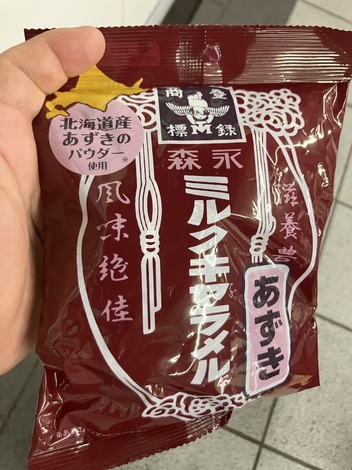 北海道産
あずきの
パウダー※
使用
商登
標録
森永
ミルクキャラメル
滋養豊
風味絶佳
あずき